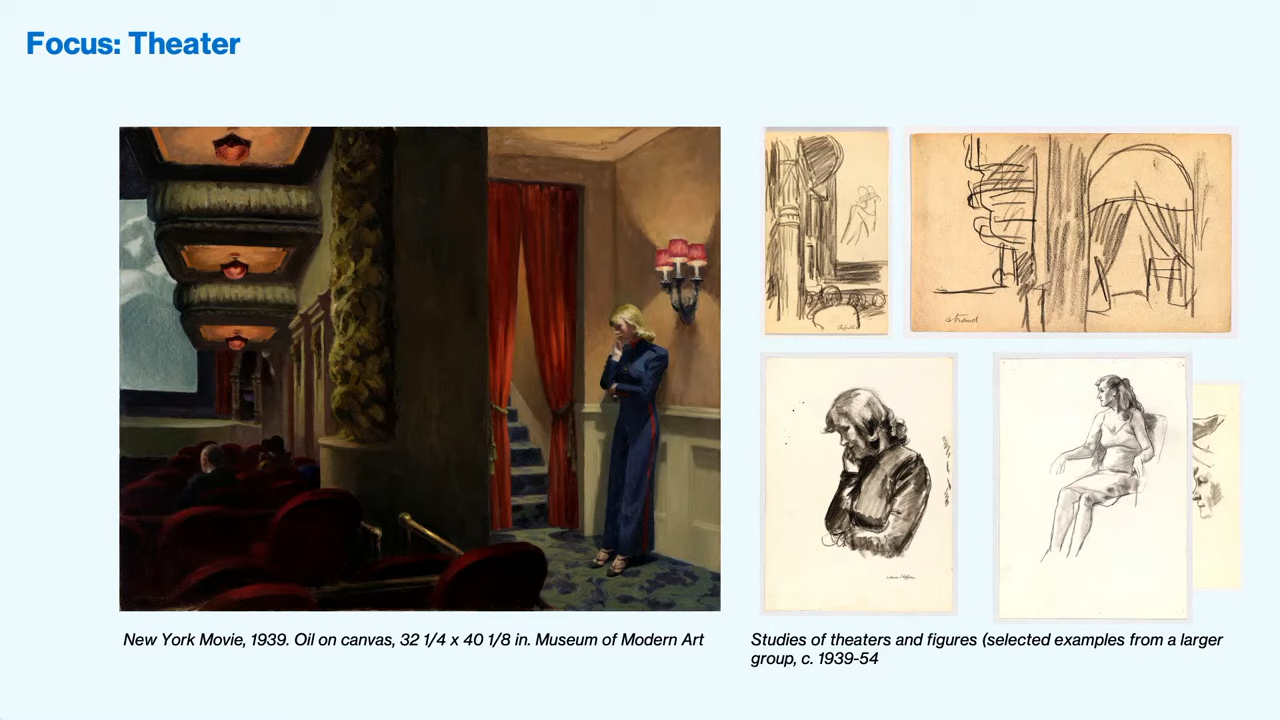 Focus: Theater
strand
New York Movie, 1939. Oil on canvas, 32 1/4 x 40 1/8 in. Museum of Modern Art
Studies of theaters and figures (selected examples from a larger
group, c. 1939-54